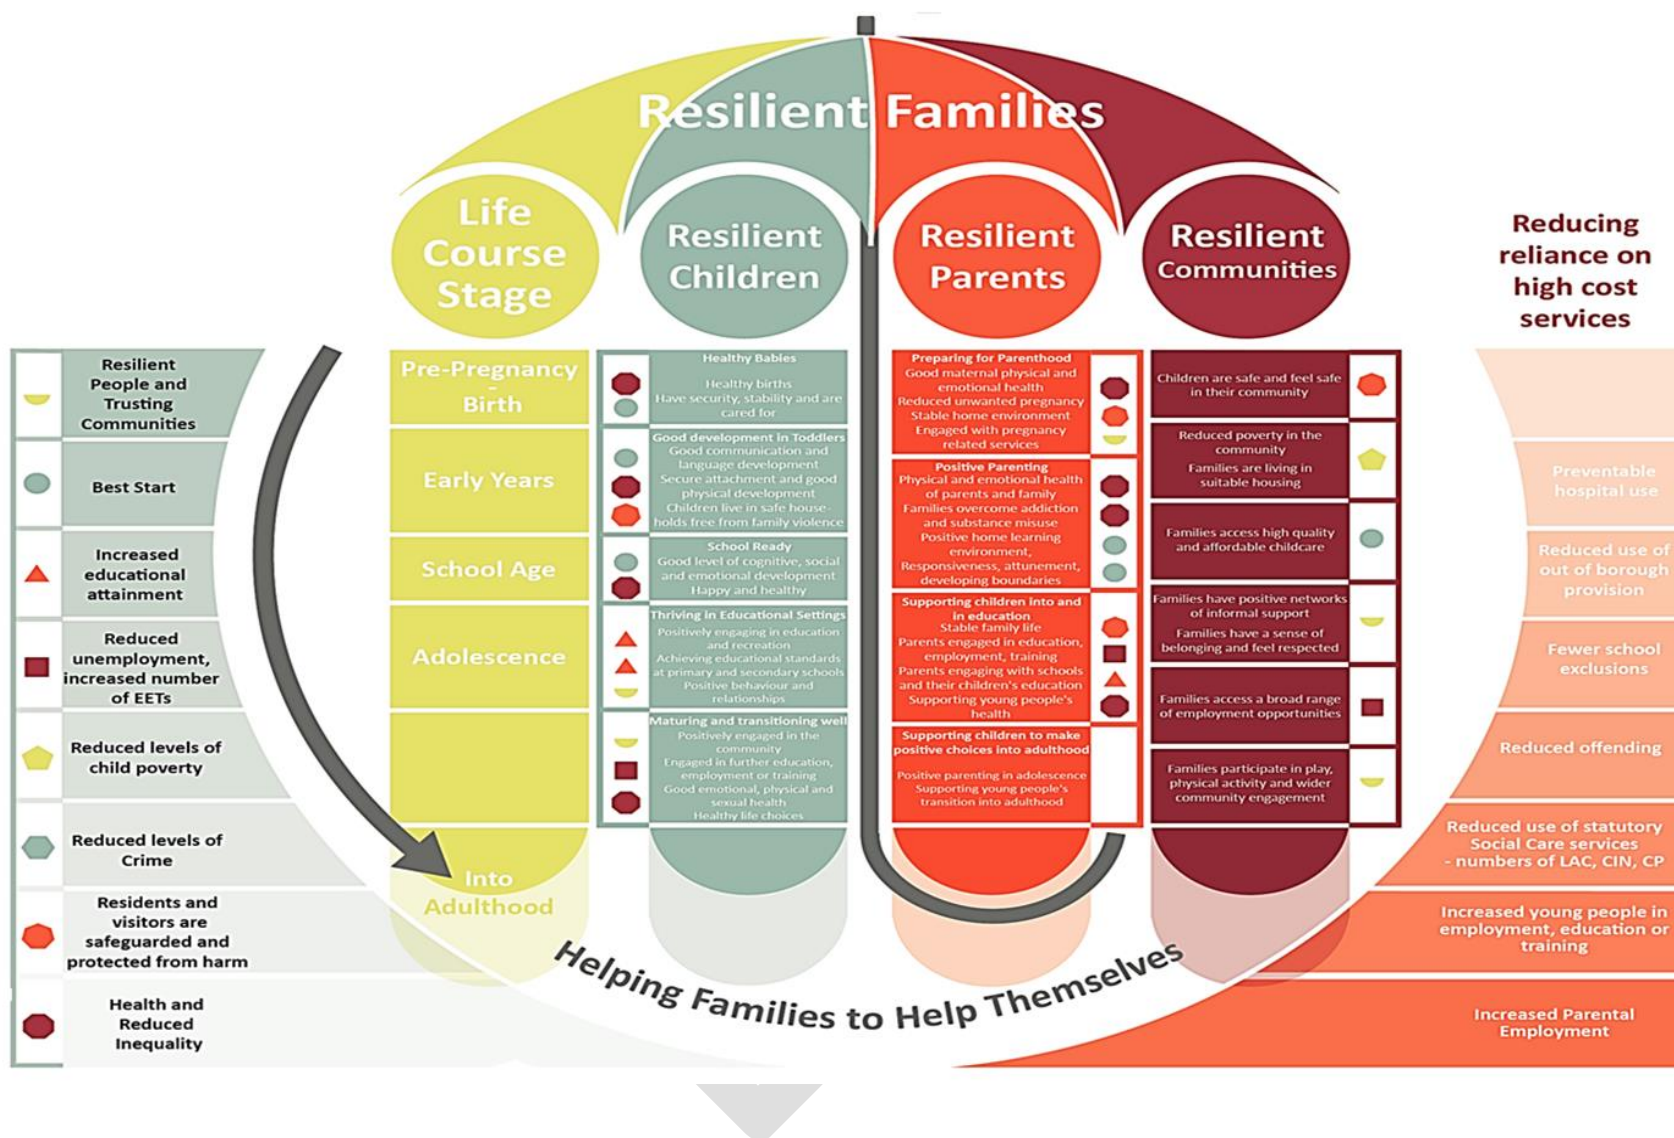 Resilient Families
Life
Course
Stage
Resilient
Children
Resilient
Parents
Resilient
Communities
Reducing
reliance on
high cost
services
Resilient
People and
Trusting
Communities
Best Start
Increased
educational
attainment
Reduced
unemployment,
increased number
of EETs
Reduced levels of
child poverty
Reduced levels of
Crime
Residents and
visitors are
safeguarded and
protected from harm
Health and
Reduced
Inequality
Pre-Pregnancy
-
Birth
Early Years
School Age
Adolescence
Into
Adulthood
Healthy Babies
Healthy births
Have security, stability and are
cared for
Good development in Toddlers
Good communication and
language development
Secure attachment and good
physical development
Children live in safe house-
holds free from family violence
School Ready
Good level of cognitive, social
and emotional development
Happy and healthy
Thriving in Educational Settings
Positively engaging in education
and recreation
Achieving educational standards
at primary and secondary schools
Positive behaviour and
relationships
Maturing and transitioning well
Positively engaged in the
community
Engaged in further education,
employment or training
Good emotional, physical and
sexual health
Healthy life choices
Preparing for Parenthood
Good maternal physical and
emotional health
Reduced unwanted pregnancy
Stable home environment
Engaged with pregnancy
related services
Positive Parenting
Physical and emotional health
of parents and family
Families overcome addiction
and substance misuse
Positive home learning
environment,
Responsiveness, attunement,
developing boundaries
Supporting children into and
in education
Stable family life
Parents engaged in education,
employment, training
Parents engaging with schools
and their children's education
Supporting young people's
health
Supporting children to make
positive choices into adulthood
Positive parenting in adolescence
Supporting young people's
transition into adulthood
Children are safe and feel safe
in their community
Reduced poverty in the
community
Families are living in
suitable housing
Families access high quality
and affordable childcare
Families have positive networks
of informal support
Families have a sense of
belonging and feel respected
Families access a broad range
of employment opportunities
Families participate in play,
physical activity and wider
community engagement
Preventable
hospital use
Reduced use of
out of borough
provision
Fewer school
exclusions
Reduced offending
Reduced use of statutory
Social Care services
- numbers of LAC, CIN, CP
Increased young people in
employment, education or
training
Increased Parental
Employment
Helping Families to Help Themselves